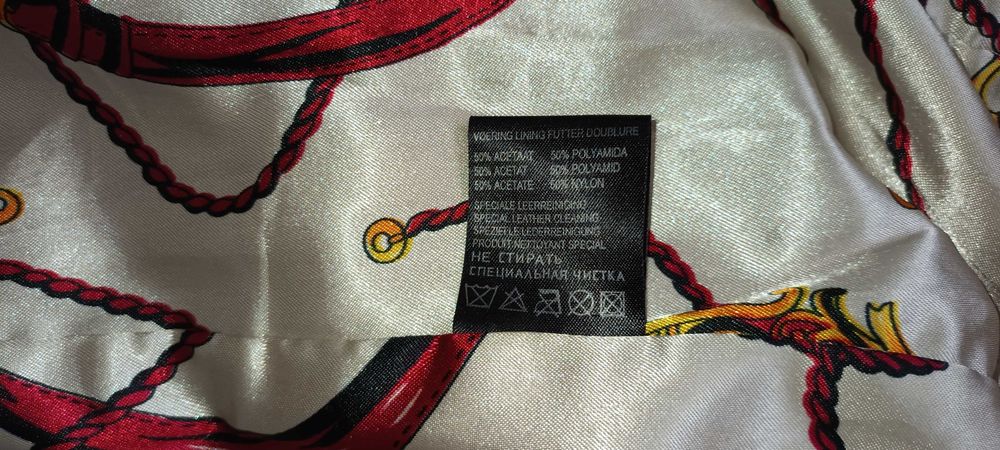 VOERING LINING FUTTER DOUBLURE
50% ACETAAT 50% POLYAMIDA
50% ACETAT 50% POLYAMID
50% ACETATE 50% NYLON
SPECIALE LEERREINIGING
SPECIAL LEATHER CLEANING
SPEZIELLE LEDERREINIGUNG
PRODUIT NETTOYANT SPECIAL
НЕ СТИРАТЬ
СПЕЦИАЛЬНАЯ ЧИСТКА